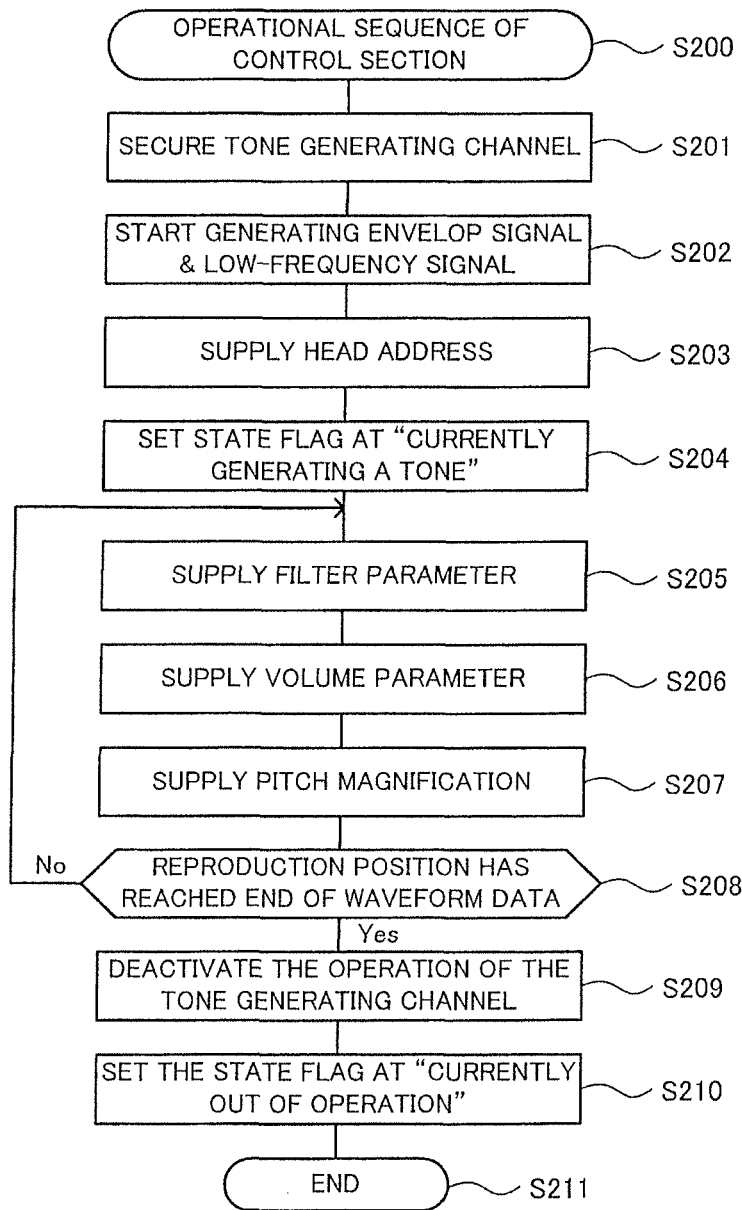 OPERATIONAL SEQUENCE OF
CONTROL SECTION
S200
SECURE TONE GENERATING CHANNEL
S201
START GENERATING ENVELOP SIGNAL
& LOW-FREQUENCY SIGNAL
S202
SUPPLY HEAD ADDRESS
S203
SET STATE FLAG AT “CURRENTLY
GENERATING A TONE”
S204
SUPPLY FILTER PARAMETER
S205
SUPPLY VOLUME PARAMETER
S206
SUPPLY PITCH MAGNIFICATION
S207
No
REPRODUCTION POSITION HAS
REACHED END OF WAVEFORM DATA
S208
Yes
DEACTIVATE THE OPERATION OF THE
TONE GENERATING CHANNEL
S209
SET THE STATE FLAG AT “CURRENTLY
OUT OF OPERATION”
S210
END
S211